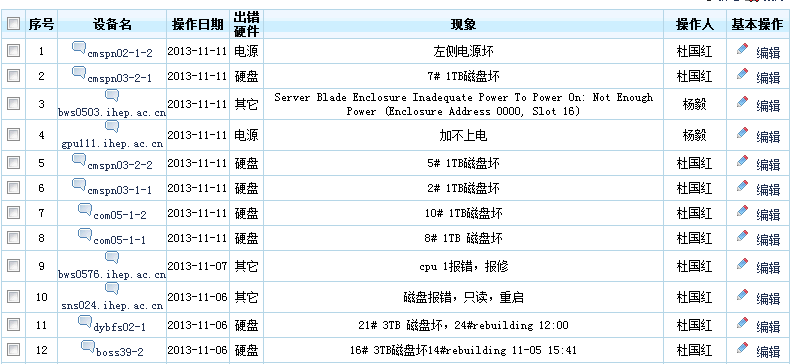 序号 设备名 操作日期 出错硬件 现象 操作人 基本操作
1 cmspn02-1-2 2013-11-11 电源 左侧电源坏 杜国红 编辑
2 cmspn03-2-1 2013-11-11 硬盘 7# 1TB磁盘坏 杜国红 编辑
3 bws0503.ihep.ac.cn 2013-11-11 其它 Server Blade Enclosure Inadequate Power To Power On: Not Enough
Power (Enclosure Address 0000, Slot 16) 杨毅 编辑
4 gpu111.ihep.ac.cn 2013-11-11 电源 加不上电 杨毅 编辑
5 cmspn03-2-2 2013-11-11 硬盘 5# 1TB磁盘坏 杜国红 编辑
6 cmspn03-1-1 2013-11-11 硬盘 2# 1TB磁盘坏 杜国红 编辑
7 com05-1-2 2013-11-11 硬盘 10# 1TB磁盘坏 杜国红 编辑
8 com05-1-1 2013-11-11 硬盘 8# 1TB 磁盘坏 杜国红 编辑
9 bws0576.ihep.ac.cn 2013-11-07 其它 cpu 1报错，报修 杜国红 编辑
10 sns024.ihep.ac.cn 2013-11-06 其它 磁盘报错，只读，重启 杜国红 编辑
11 dybfs02-1 2013-11-06 硬盘 21# 3TB 磁盘坏，24#rebuilding 12:00 杜国红 编辑
12 boss39-2 2013-11-06 硬盘 16# 3TB磁盘坏14#rebuilding 11-05 15:41 杜国红 编辑